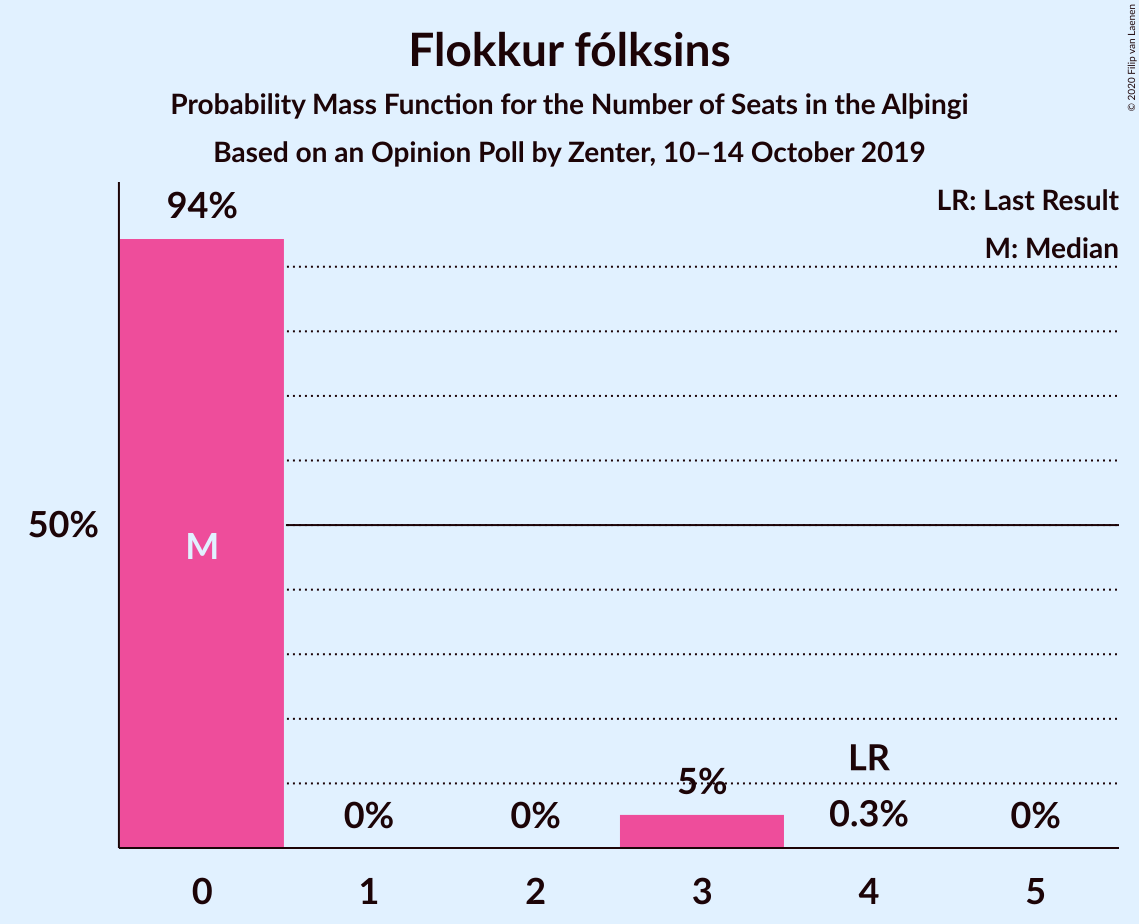 Flokkur fólksins
Probability Mass Function for the Number of Seats in the Alþingi
Based on an Opinion Poll by Zenter, 10–14 October 2019
© 2020 Filip van Laenen
LR: Last Result
M: Median
94%
50%
M
LR
5%
0% 0% 0.3% 0%
0 1 2 3 4 5